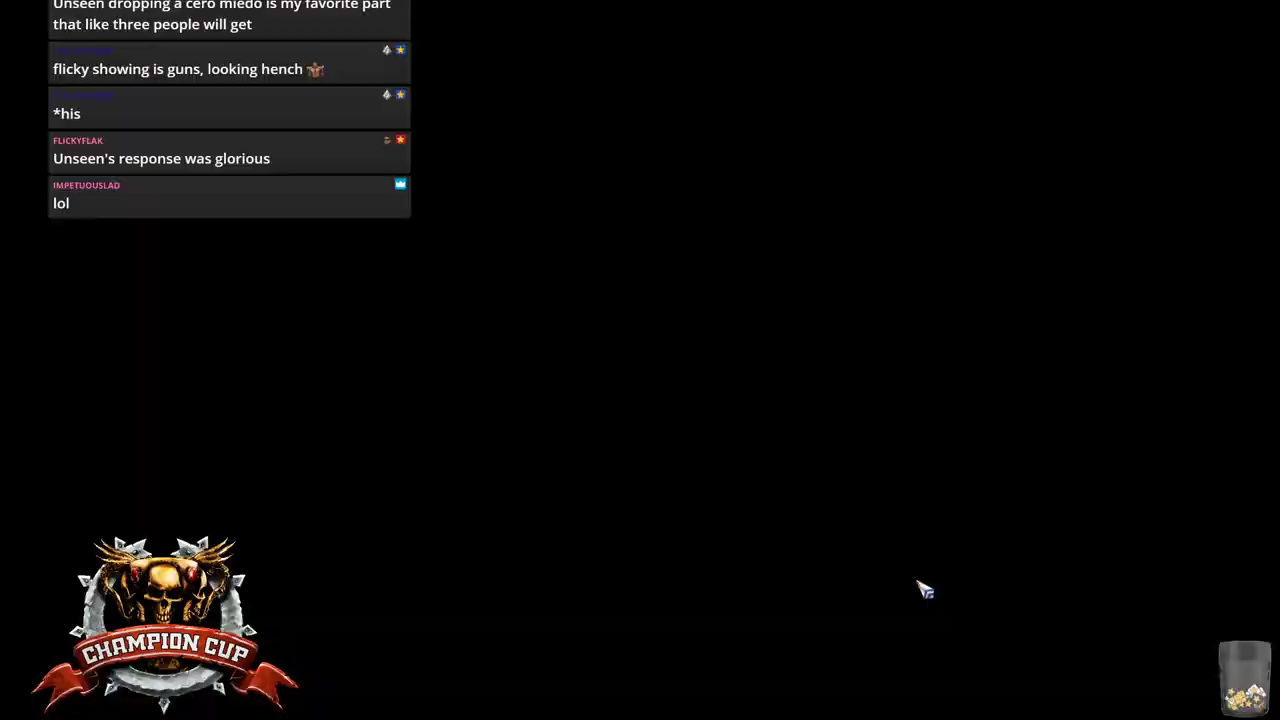 Unseen dropping a cero miedo is my favorite part
that like three people will get
flicky showing is guns, looking hench
*his
FLICKYFLAK
Unseen's response was glorious
IMPETUOUSLAD
lol
CHAMPION CUP